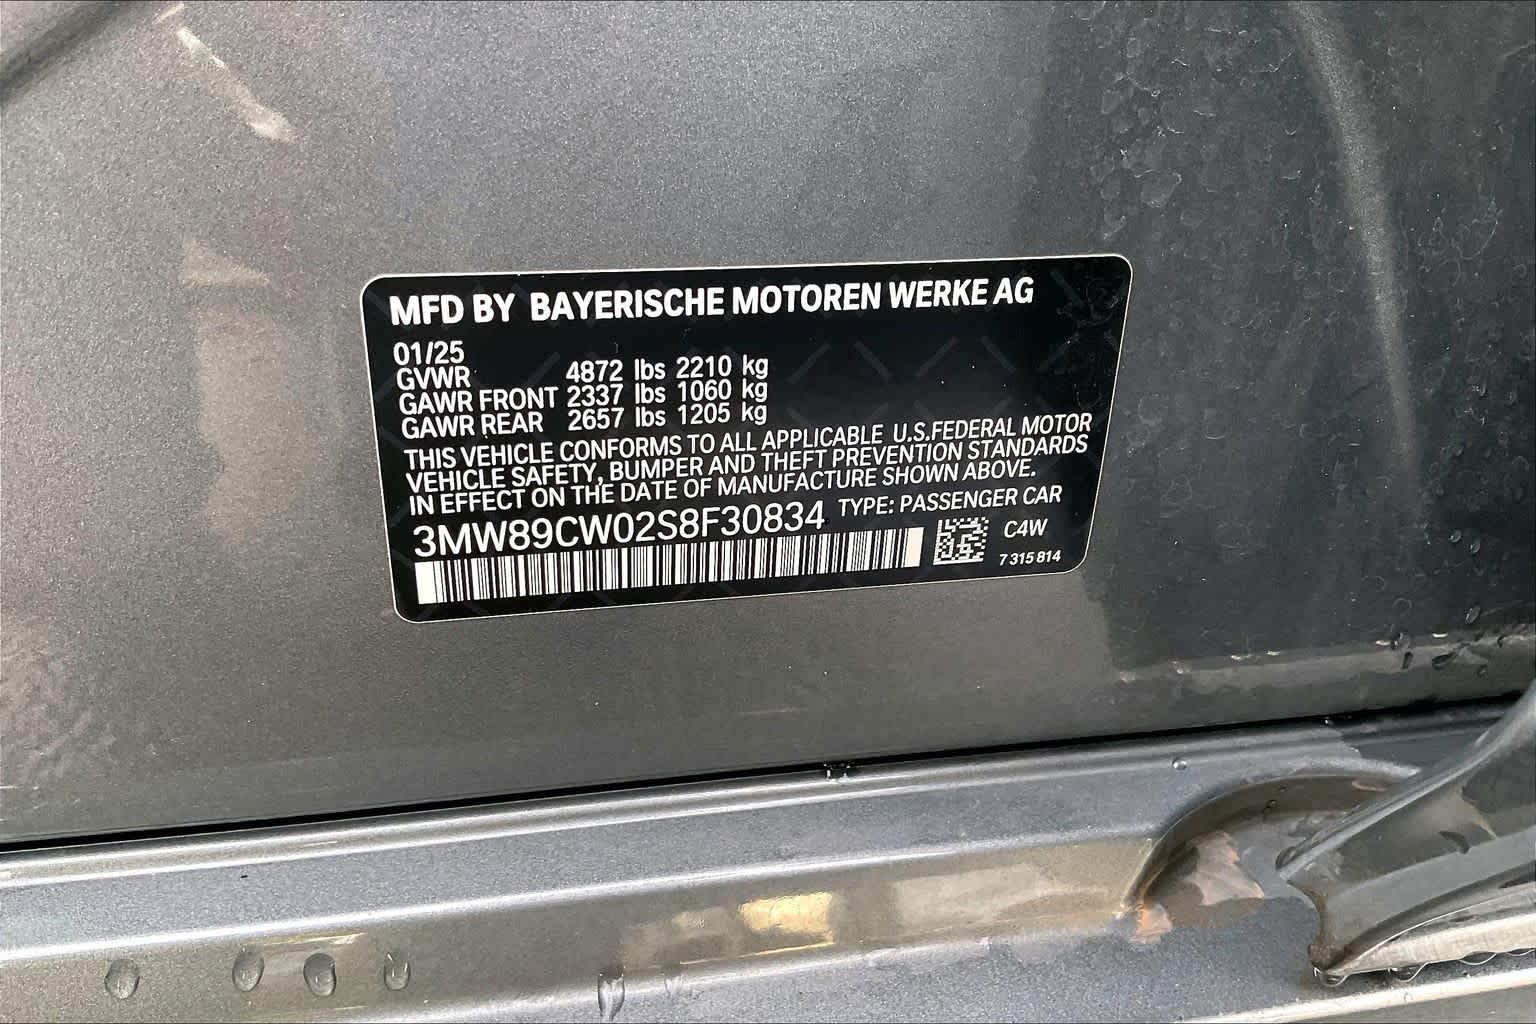 MFD BY BAYERISCHE MOTOREN WERKE AG
01/25
GVWR 4872 lbs 2210 kg
GAWR FRONT 2337 lbs 1060 kg
GAWR REAR 2657 lbs 1205 kg
THIS VEHICLE CONFORMS TO ALL APPLICABLE U.S.FEDERAL MOTOR
VEHICLE SAFETY, BUMPER AND THEFT PREVENTION STANDARDS
IN EFFECT ON THE DATE OF MANUFACTURE SHOWN ABOVE.
3MW89CW02S8F30834 TYPE: PASSENGER CAR
C4W
7 315 814